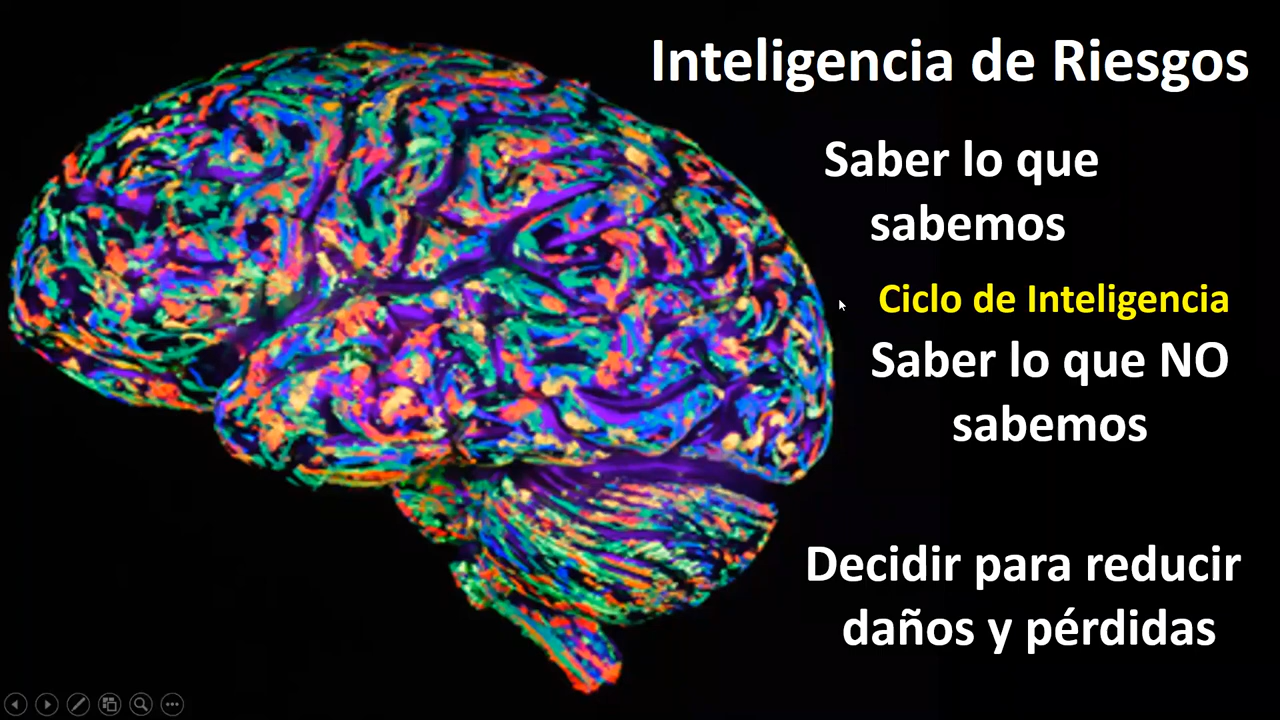 Inteligencia de Riesgos
Saber lo que
sabemos
Ciclo de Inteligencia
Saber lo que NO
sabemos
Decidir para reducir
daños y pérdidas